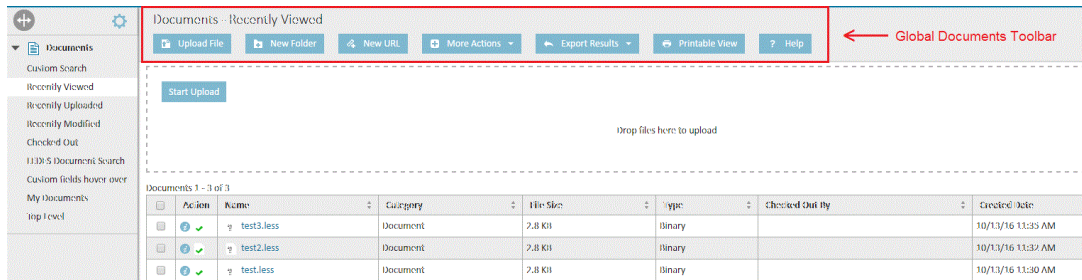 Documents - Recently Viewed
Upload File New Folder New URL More Actions Export Results Printable View ? Help
Global Documents Toolbar
Documents
Custom Search
Recently Viewed
Recently Uploaded
Recently Modified
Checked Out
LEDES Document Search
Custom fields hover over
My Documents
Top Level
Start Upload
Drop files here to upload
Documents 1 - 3 of 3
Action Name Category File Size Type Checked Out By Created Date
? test3.less Document 2.8 KB Binary 10/13/16 11:35 AM
? test2.less Document 2.8 KB Binary 10/13/16 11:32 AM
? test.less Document 2.8 KB Binary 10/13/16 11:30 AM